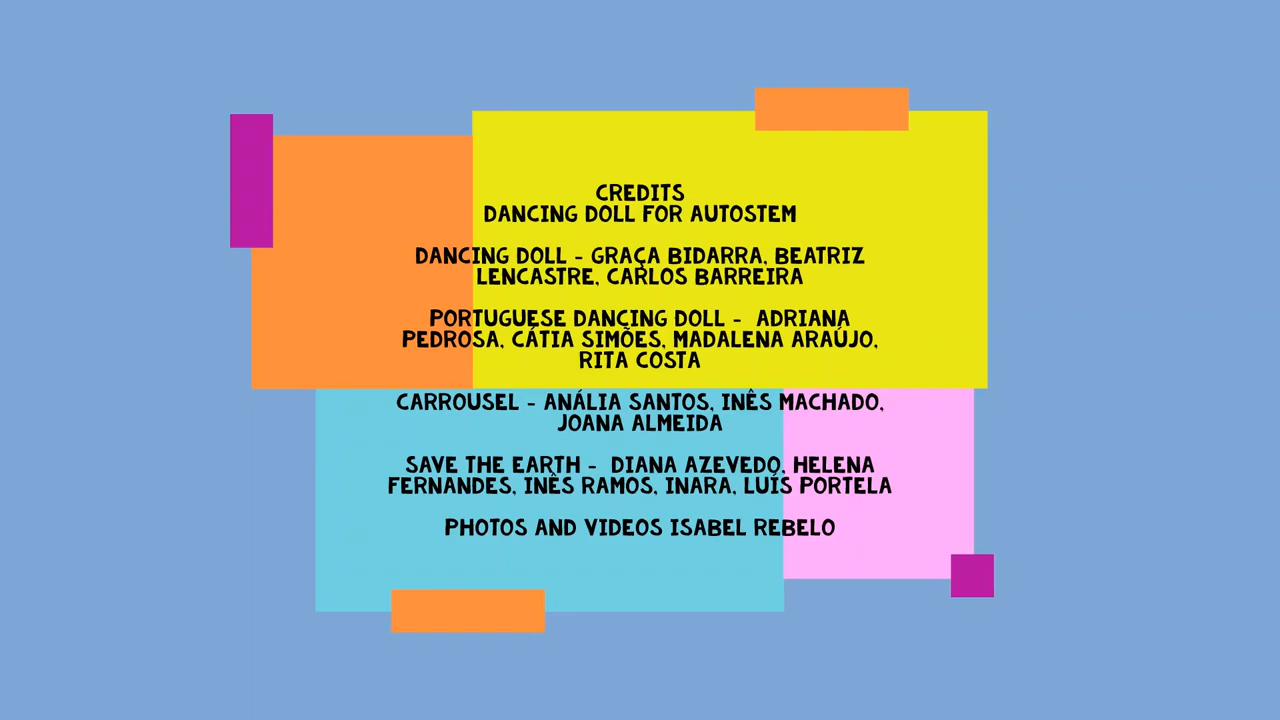 CREDITS
DANCING DOLL FOR AUTOSTEM
DANCING DOLL - GRAÇA BIDARRA, BEATRIZ
LENCASTRE, CARLOS BARREIRA
PORTUGUESE DANCING DOLL - ADRIANA
PEDROSA, CÁTIA SIMÕES, MADALENA ARAÚJO,
RITA COSTA
CARROUSEL - ANÁLIA SANTOS, INÊS MACHADO,
JOANA ALMEIDA
SAVE THE EARTH - DIANA AZEVEDO, HELENA
FERNANDES, INÊS RAMOS, INARA, LUÍS PORTELA
PHOTOS AND VIDEOS ISABEL REBELO